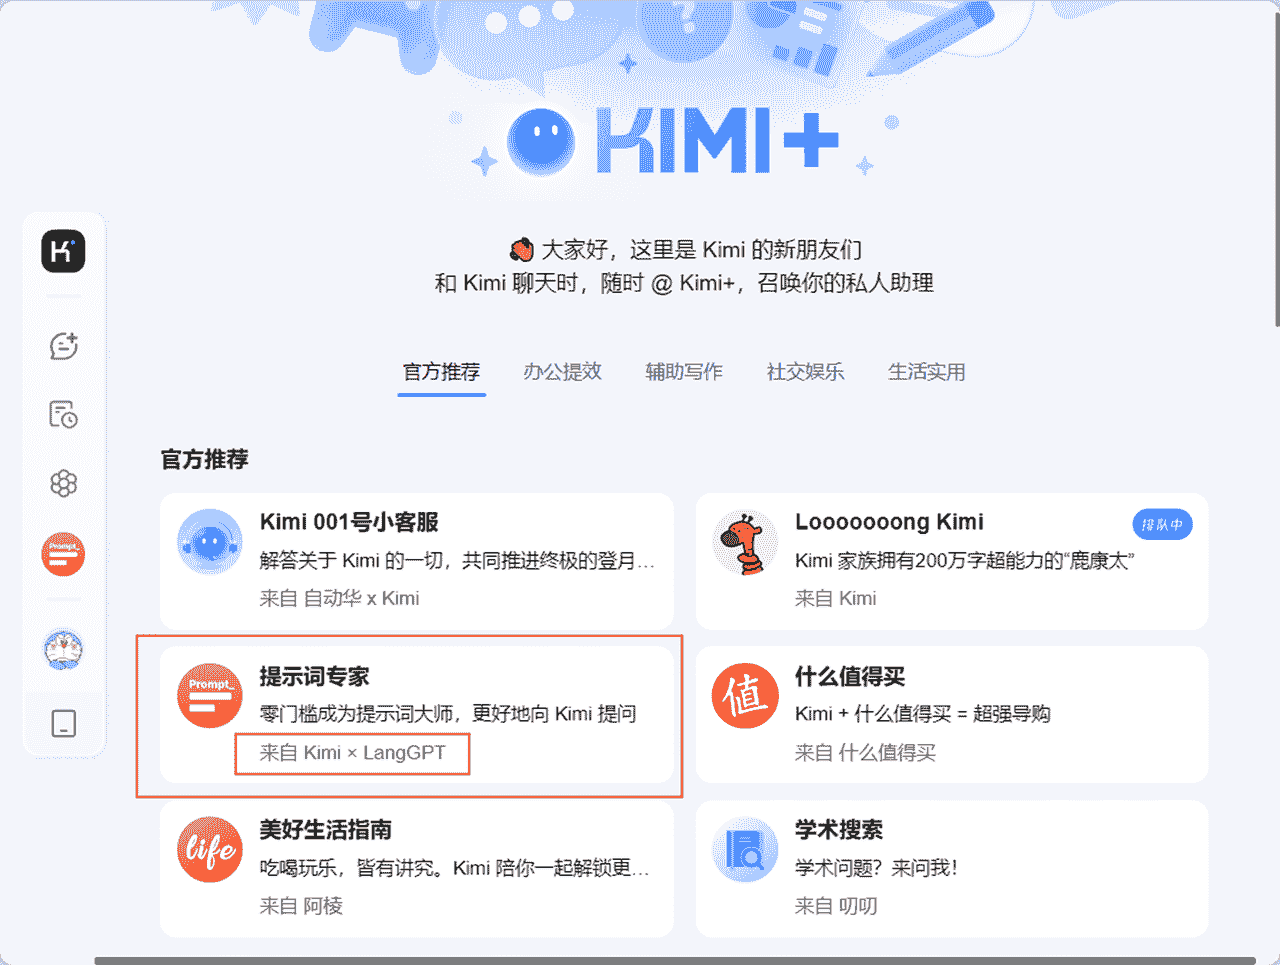 ?
KIMI+
大家好，这里是 Kimi 的新朋友们
和 Kimi 聊天时，随时 @ Kimi+，召唤你的私人助理
官方推荐 办公提效 辅助写作 社交娱乐 生活实用
官方推荐
Kimi 001号小客服
解答关于 Kimi 的一切，共同推进终极的登月...
来自 自动华 x Kimi
Looooooong Kimi
排队中
Kimi 家族拥有200万字超能力的“鹿康太”
来自 Kimi
Prompt_
提示词专家
零门槛成为提示词大师，更好地向 Kimi 提问
来自 Kimi × LangGPT
值
什么值得买
Kimi + 什么值得买 = 超强导购
来自 什么值得买
life
美好生活指南
吃喝玩乐，皆有讲究。Kimi 陪你一起解锁更...
来自 阿棱
学术搜索
学术问题？来问我！
来自 叨叨
K
Prompt_